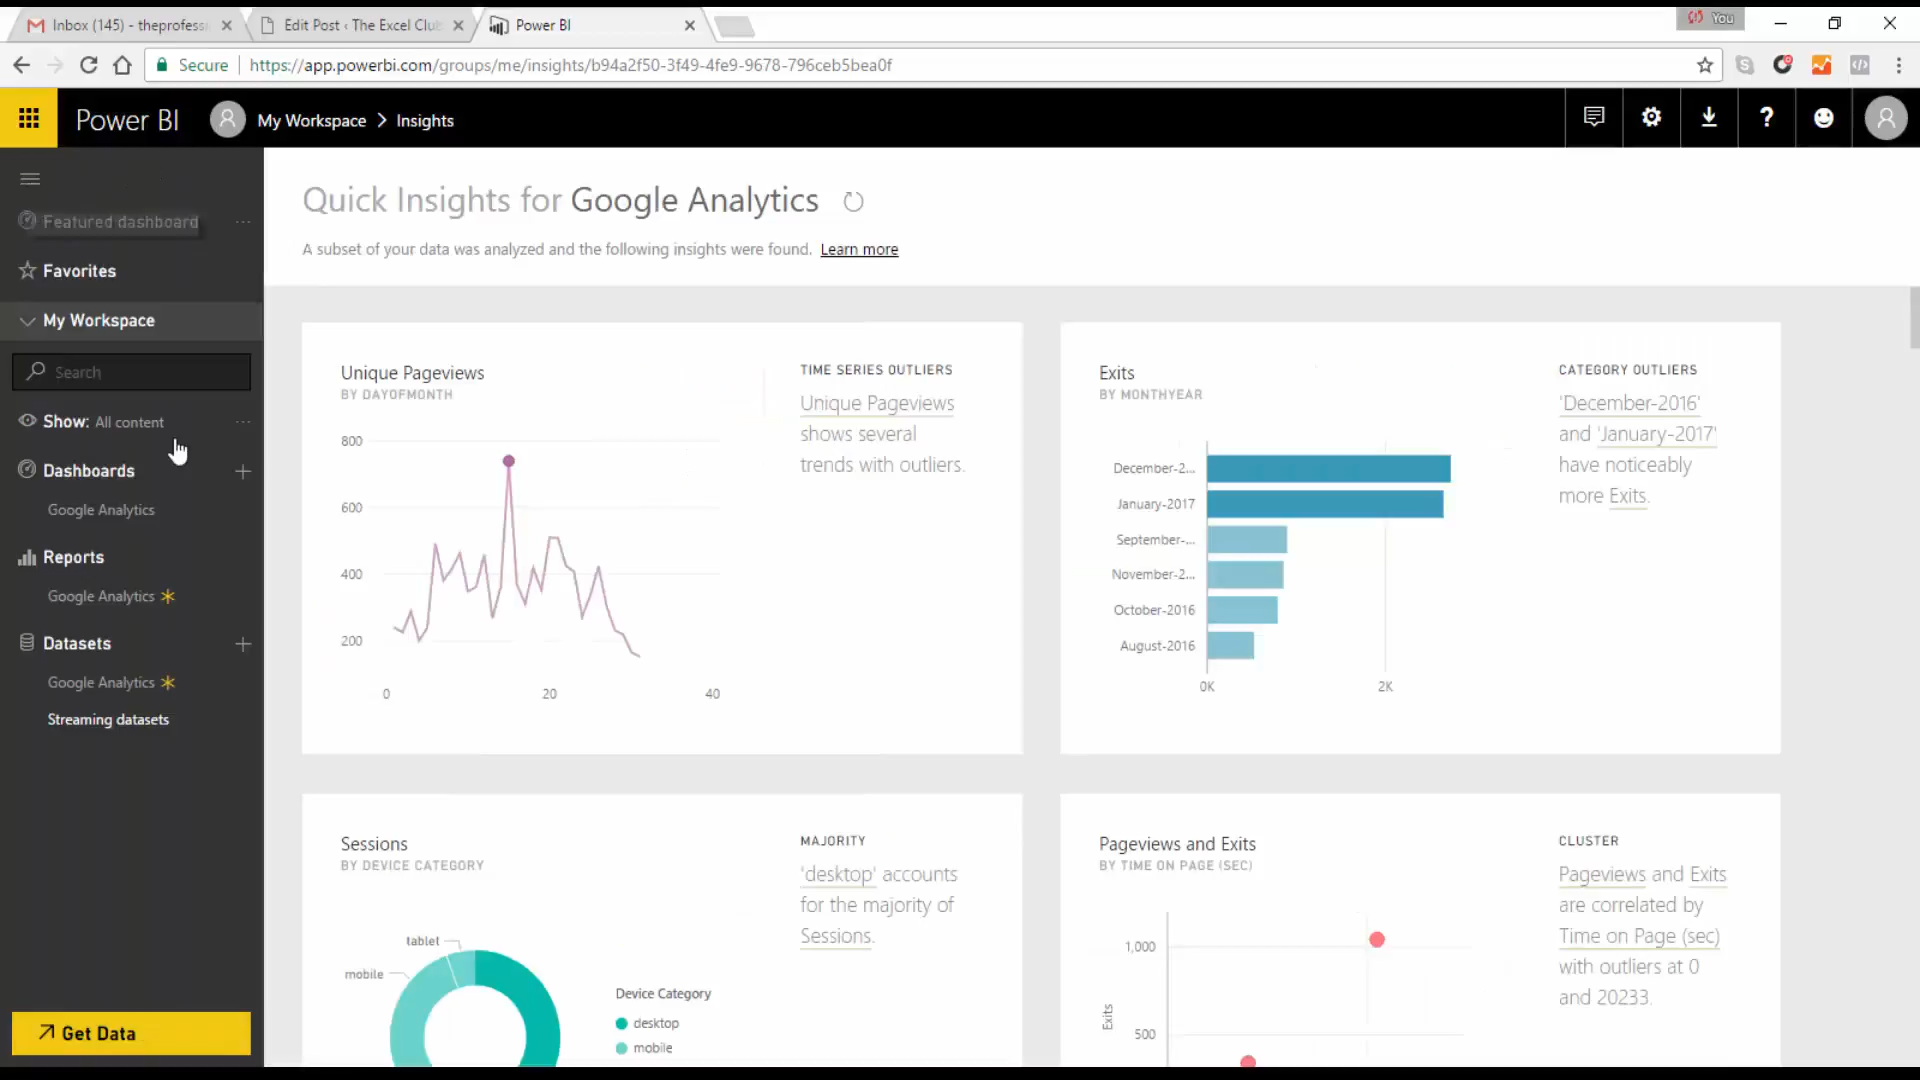 Inbox (145) - theprofessi
Edit Post ‹ The Excel Clu
Power BI
You
Secure
https://app.powerbi.com/groups/me/insights/b94a2f50-3f49-4fe9-9678-796ceb5bea0f
Power BI
My Workspace > Insights
?
Featured dashboard
Favorites
My Workspace
Search
Show: All content
Dashboards
Google Analytics
Reports
Google Analytics
Datasets
Google Analytics
Streaming datasets
Get Data
Quick Insights for Google Analytics
A subset of your data was analyzed and the following insights were found. Learn more
Unique Pageviews
BY DAYOFMONTH
800
600
400
200
0 20 40
TIME SERIES OUTLIERS
Unique Pageviews
shows several
trends with outliers.
Exits
BY MONTHYEAR
December-2...
January-2017
September-...
November-2...
October-2016
August-2016
0K 2K
CATEGORY OUTLIERS
'December-2016'
and 'January-2017'
have noticeably
more Exits.
Sessions
BY DEVICE CATEGORY
tablet
mobile
Device Category
desktop
mobile
MAJORITY
'desktop' accounts
for the majority of
Sessions.
Pageviews and Exits
BY TIME ON PAGE (SEC)
1,000
500
Exits
CLUSTER
Pageviews and Exits
are correlated by
Time on Page (sec)
with outliers at 0
and 20233.